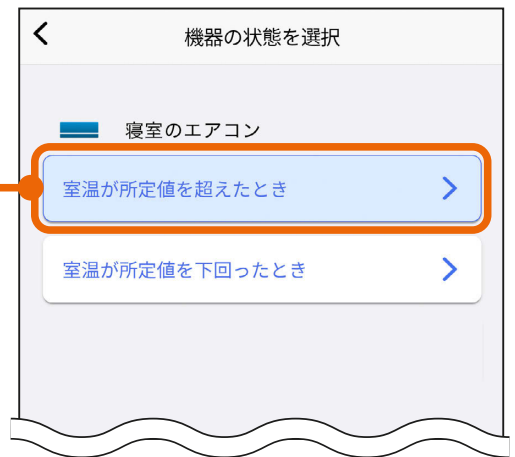 機器の状態を選択
寝室のエアコン
室温が所定値を超えたとき
室温が所定値を下回ったとき